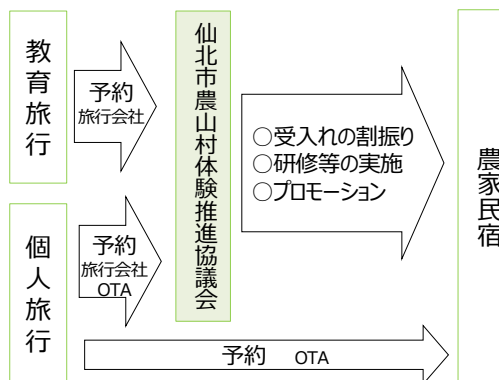 教育旅行
予約
旅行会社
仙北市農山村体験推進協議会
○受入れの割振り
○研修等の実施
○プロモーション
農家民宿
個人旅行
予約
旅行会社
OTA
予約 OTA